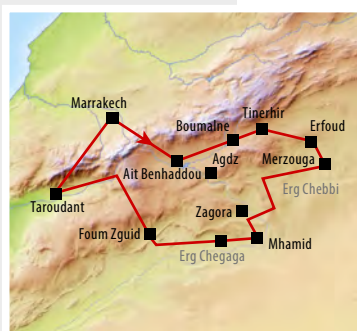 Marrakech
Tinerhir
Boumalne
Erfoud
Agdz
Merzouga
Ait Benhaddou
Erg Chebbi
Taroudant
Zagora
Foum Zguid
Mhamid
Erg Chegaga